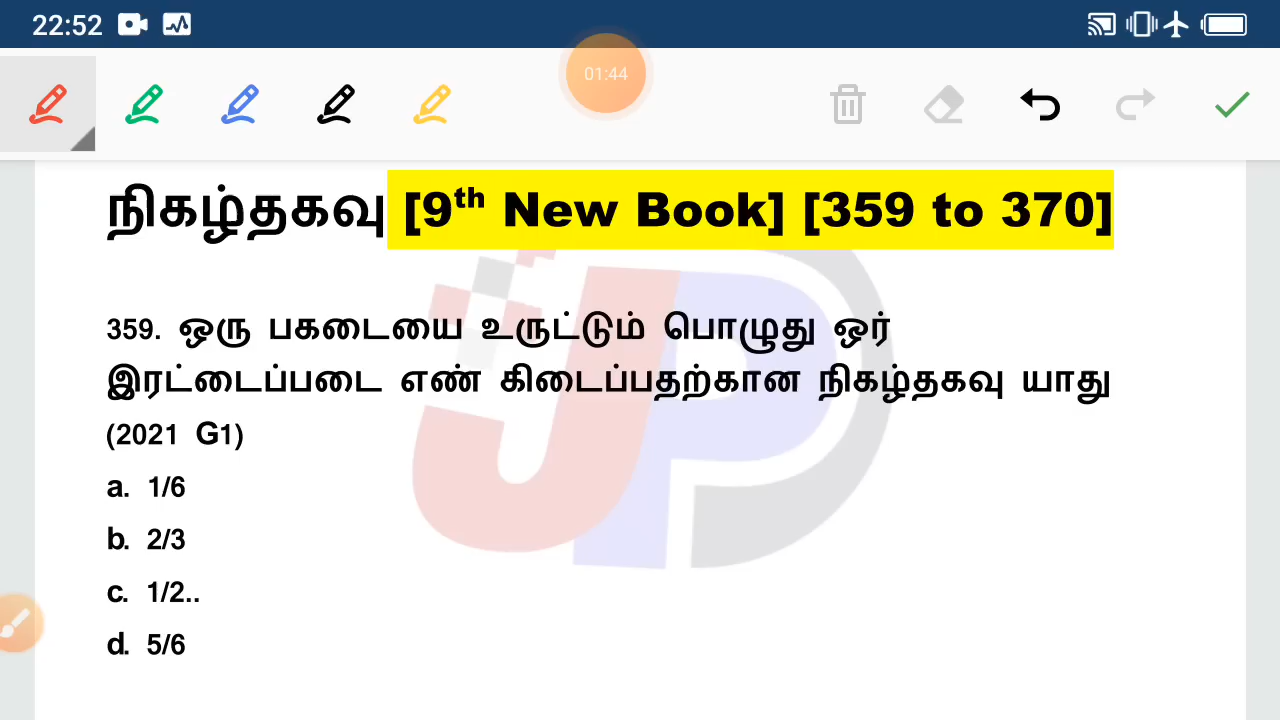 22:52
01:44
நிகழ்தகவு [9th New Book] [359 to 370]
359. ஒரு பகடையை உருட்டும் பொழுது ஓர்
இரட்டைப்படை எண் கிடைப்பதற்கான நிகழ்தகவு யாது
(2021 G1)
a. 1/6
b. 2/3
c. 1/2..
d. 5/6
JP